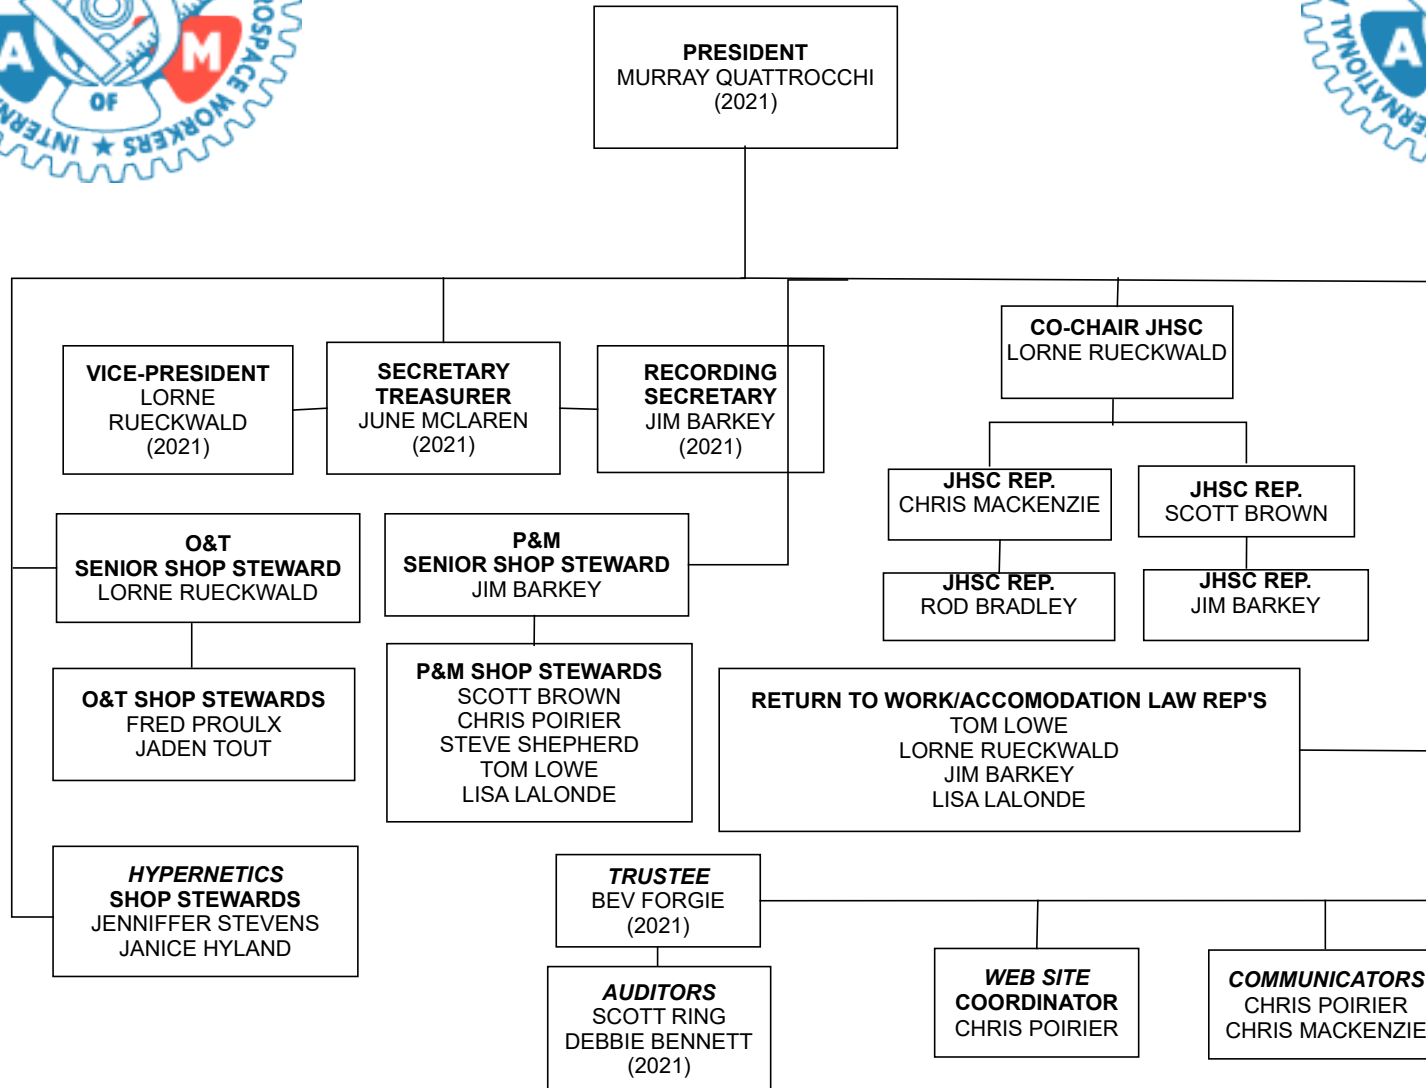 A
M
OF
ROSPACE WORKERS ★ INTERN
A
NATIONAL
PRESIDENT
MURRAY QUATTROCCHI
(2021)
VICE-PRESIDENT
LORNE
RUECKWALD
(2021)
SECRETARY
TREASURER
JUNE MCLAREN
(2021)
RECORDING
SECRETARY
JIM BARKEY
(2021)
CO-CHAIR JHSC
LORNE RUECKWALD
JHSC REP.
CHRIS MACKENZIE
JHSC REP.
SCOTT BROWN
JHSC REP.
ROD BRADLEY
JHSC REP.
JIM BARKEY
O&T
SENIOR SHOP STEWARD
LORNE RUECKWALD
P&M
SENIOR SHOP STEWARD
JIM BARKEY
O&T SHOP STEWARDS
FRED PROULX
JADEN TOUT
P&M SHOP STEWARDS
SCOTT BROWN
CHRIS POIRIER
STEVE SHEPHERD
TOM LOWE
LISA LALONDE
RETURN TO WORK/ACCOMODATION LAW REP'S
TOM LOWE
LORNE RUECKWALD
JIM BARKEY
LISA LALONDE
HYPERNETICS
SHOP STEWARDS
JENNIFFER STEVENS
JANICE HYLAND
TRUSTEE
BEV FORGIE
(2021)
AUDITORS
SCOTT RING
DEBBIE BENNETT
(2021)
WEB SITE
COORDINATOR
CHRIS POIRIER
COMMUNICATORS
CHRIS POIRIER
CHRIS MACKENZIE